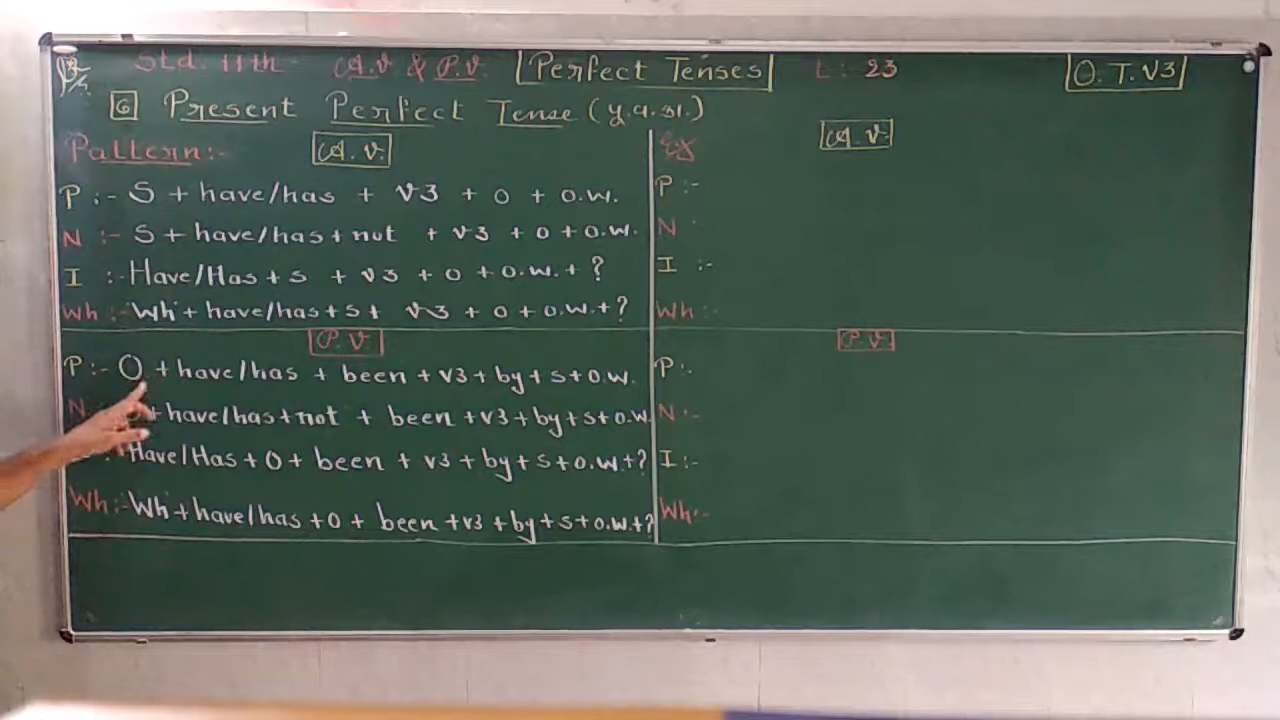 Std. 11th - A.V & P.V. Perfect Tenses L: 23 O.T.V3
6 Present Perfect Tense (પૂ.વ.કા.)
Pattern:- A.V.
P :- S + have/has + V3 + O + O.W.
N :- S + have/has + not + V3 + O + O.W.
I :- Have/Has + S + V3 + O + O.W. + ?
Wh :- Wh + have/has + S + V3 + O + O.W. + ?
P.V.
P :- O + have/has + been + V3 + by + S + O.W.
N + have/has + not + been + V3 + by + S + O.W.
Have/Has + O + been + V3 + by + S + O.W. + ?
Wh :- Wh + have/has + O + been + V3 + by + S + O.W. + ?
Ex A.V.
P :-
N :
I :-
Wh :-
P.V.
P :-
N :-
I :-
Wh :-